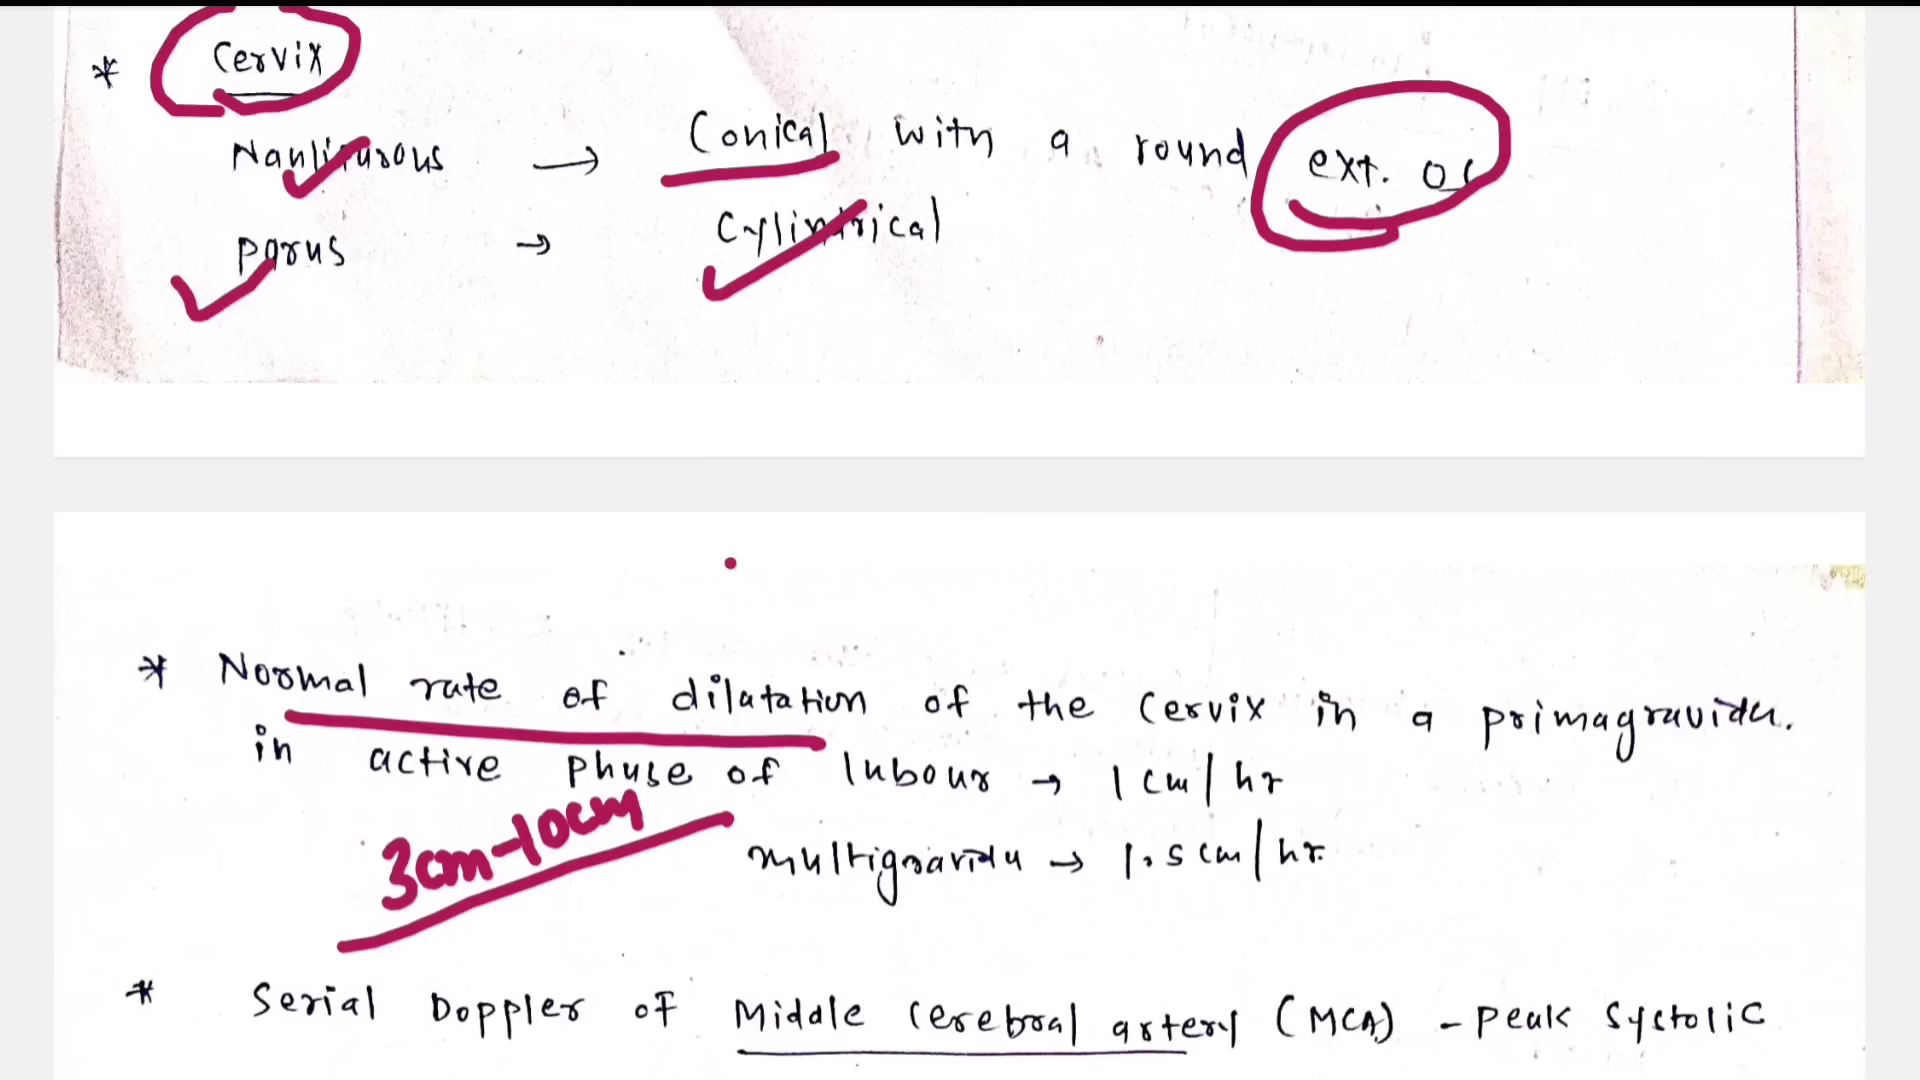 * Cervix
Nauliparous → Conical with a round ext. os
parus → Cylindrical
* Normal rate of dilatation of the cervix in a primagravida.
in active phase of labour → 1 cm/hr
3cm-10cm
multigravida → 1.5 cm/hr.
* Serial Doppler of Middle cerebral artery (MCA) - peak systolic